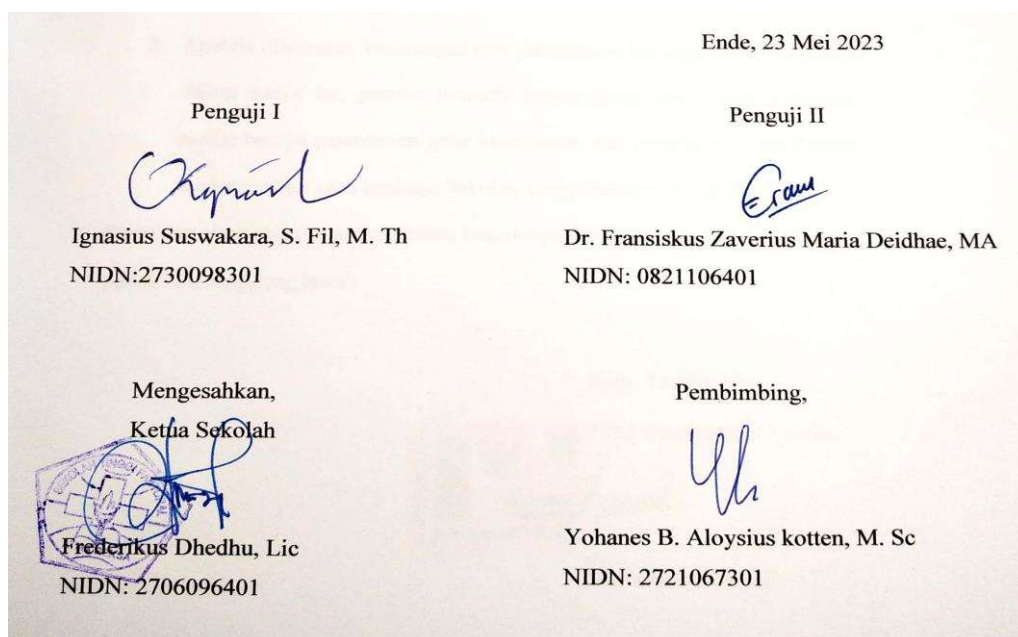 Ende, 23 Mei 2023
Penguji I
Penguji II
Ignasius Suswakara, S. Fil, M. Th
NIDN:2730098301
Dr. Fransiskus Zaverius Maria Deidhae, MA
NIDN: 0821106401
Mengesahkan,
Ketua Sekolah
Frederikus Dhedhu, Lic
NIDN: 2706096401
Pembimbing,
Yohanes B. Aloysius kotten, M. Sc
NIDN: 2721067301